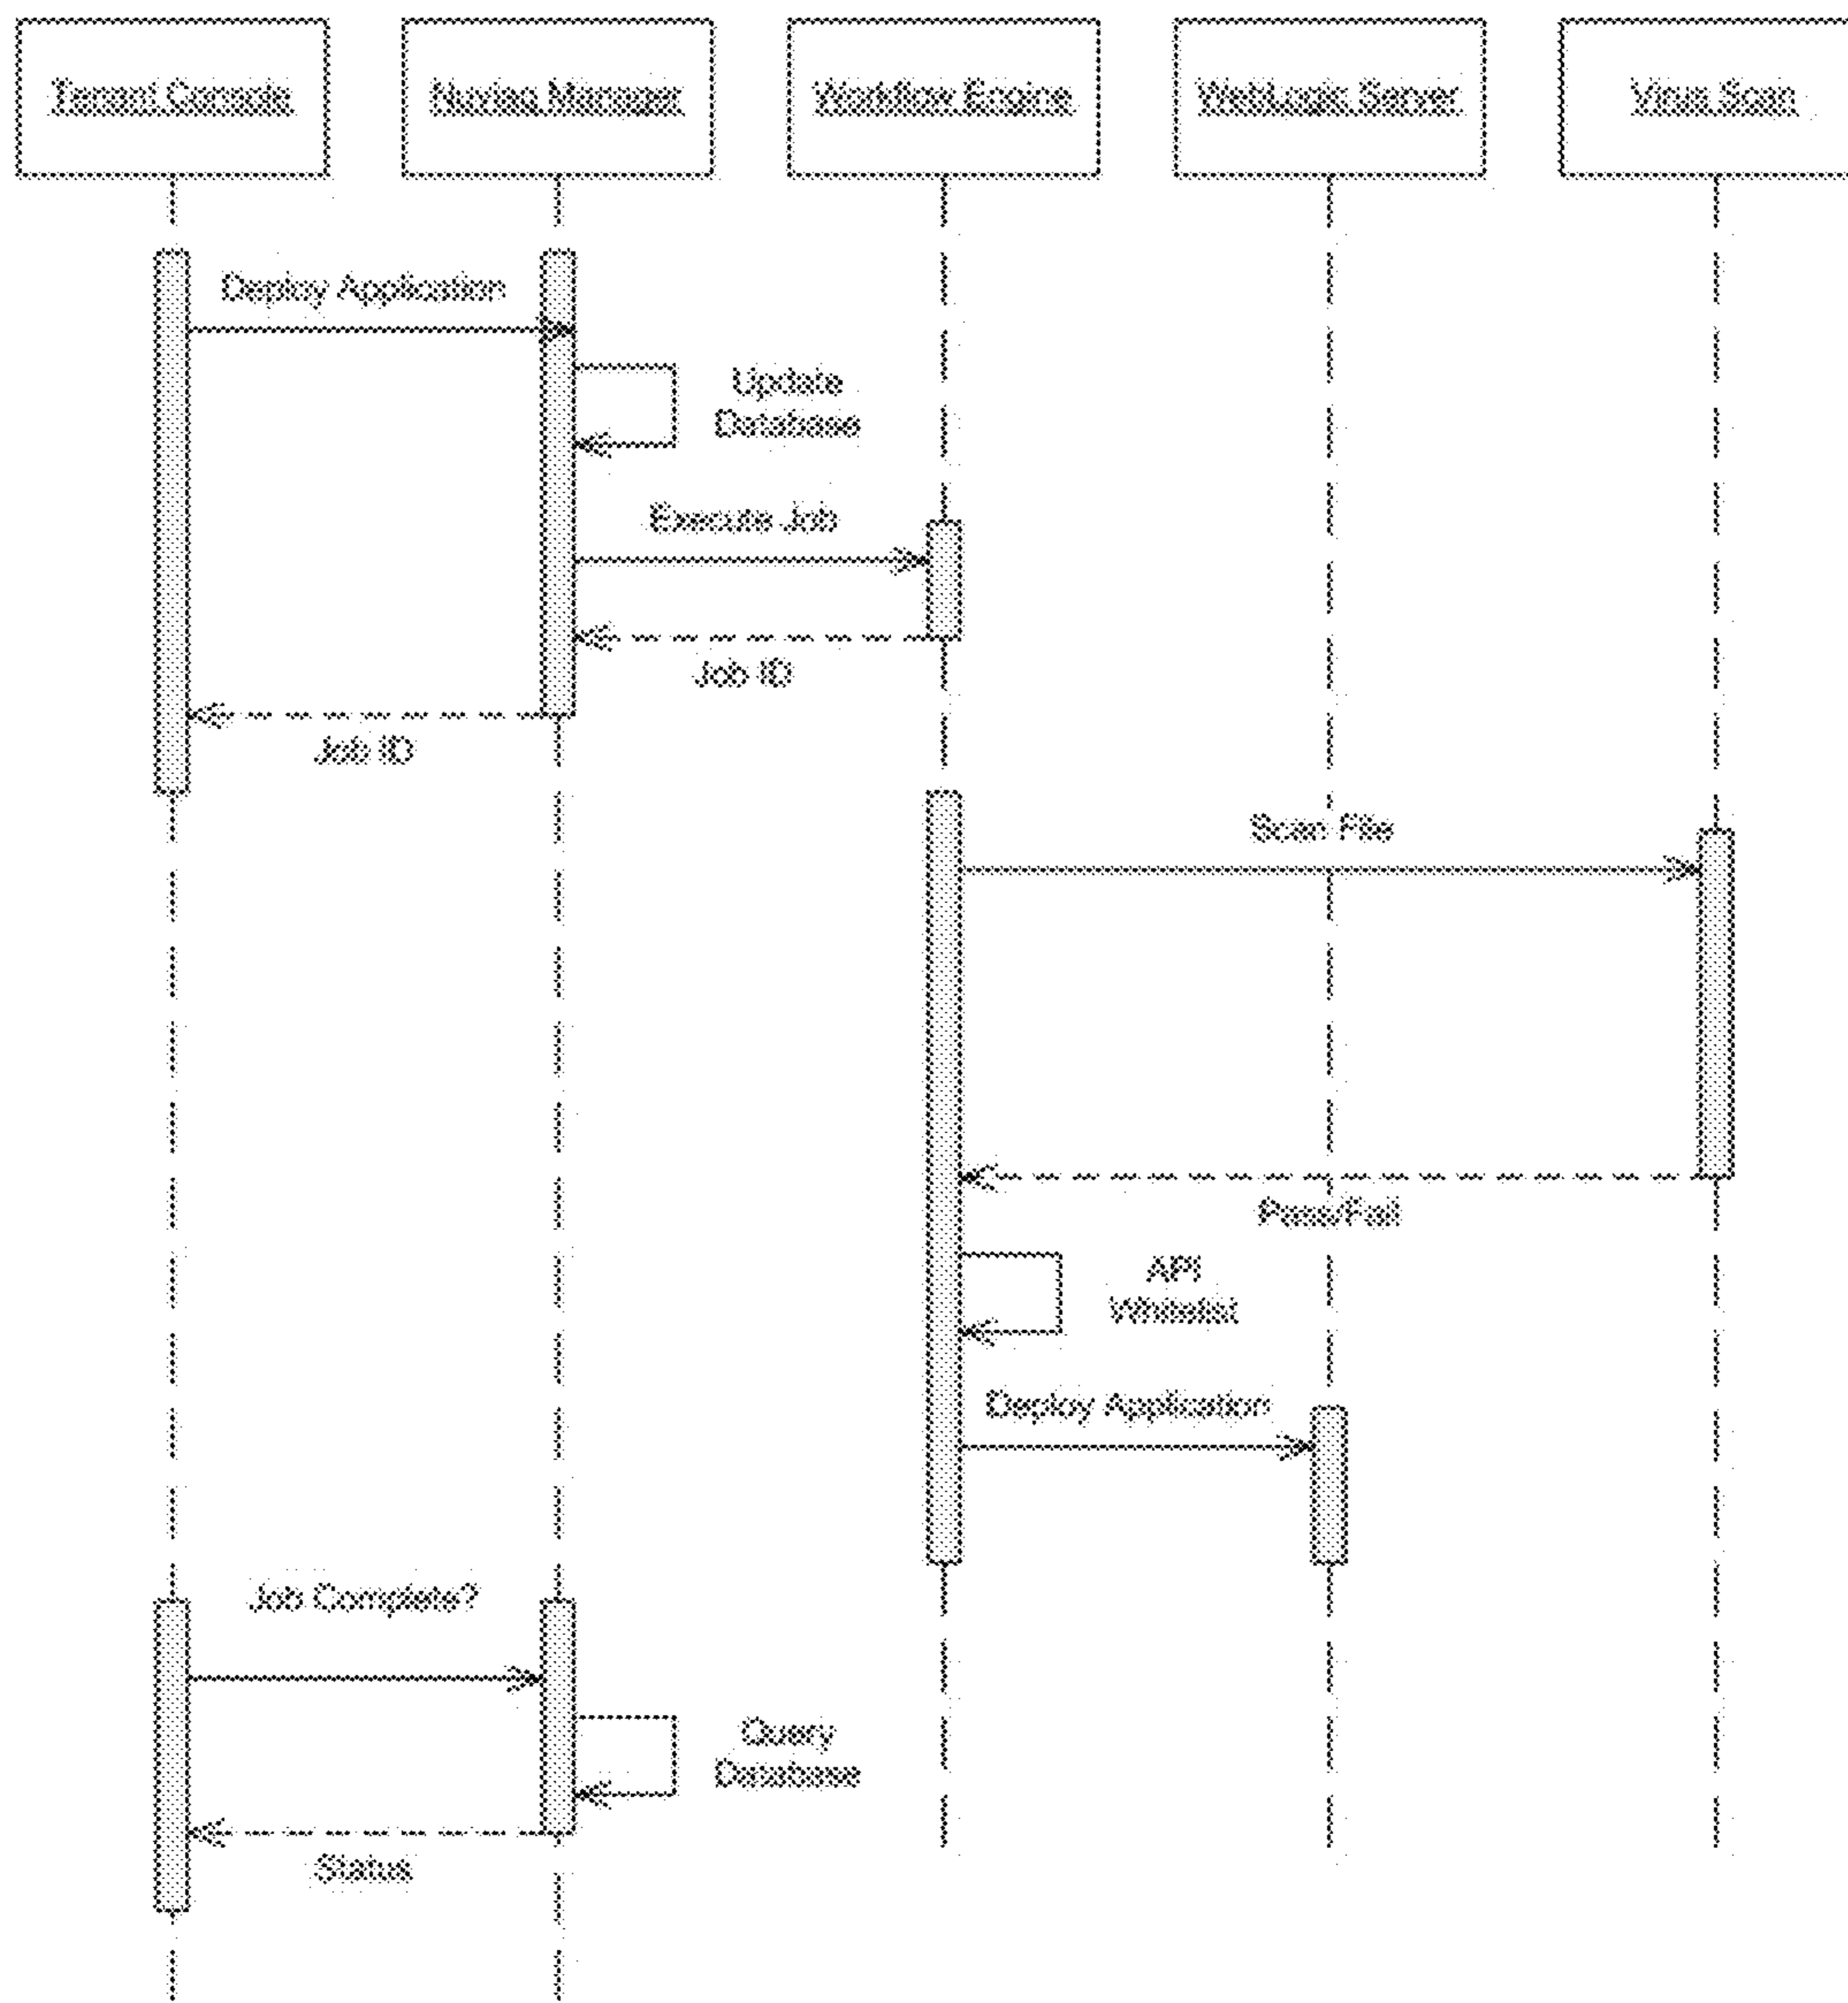 Tenant Console
Nuviaq Manager
Workflow Engine
WebLogic Server
Virus Scan
Deploy Application
Update
Database
Execute Job
Job ID
Job ID
Scan File
Pass/Fail
API
Whitelist
Deploy Application
Job Complete?
Query
Database
Status